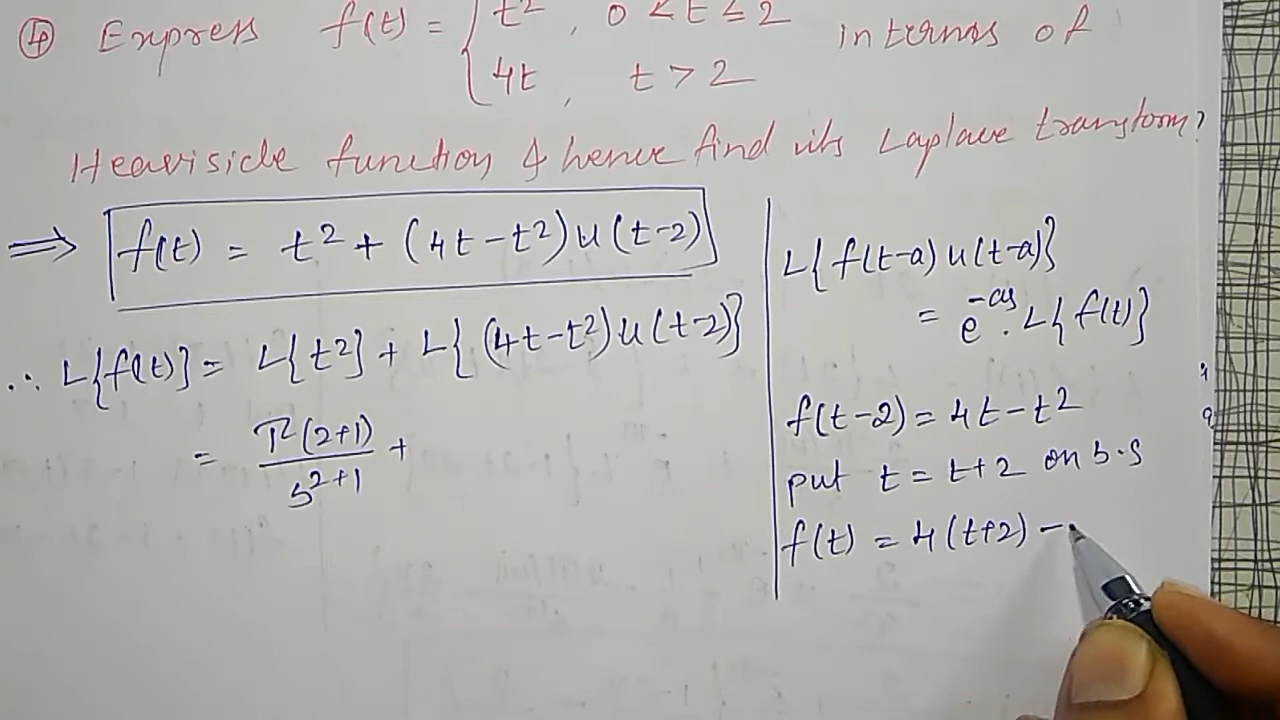 ④ Express f(t) = { t², 0 < t ≤ 2 in terms of
4t, t > 2
Heaviside function & hence find its Laplace transform?
⟹ f(t) = t² + (4t-t²)u(t-2)
∴ L{f(t)} = L{t²} + L{(4t-t²)u(t-2)}
= Γ(2+1)/s²⁺¹ +
L{f(t-a)u(t-a)}
= e⁻ᵃˢ. L{f(t)}
f(t-2) = 4t-t²
put t = t+2 on b.s
f(t) = 4(t+2) -